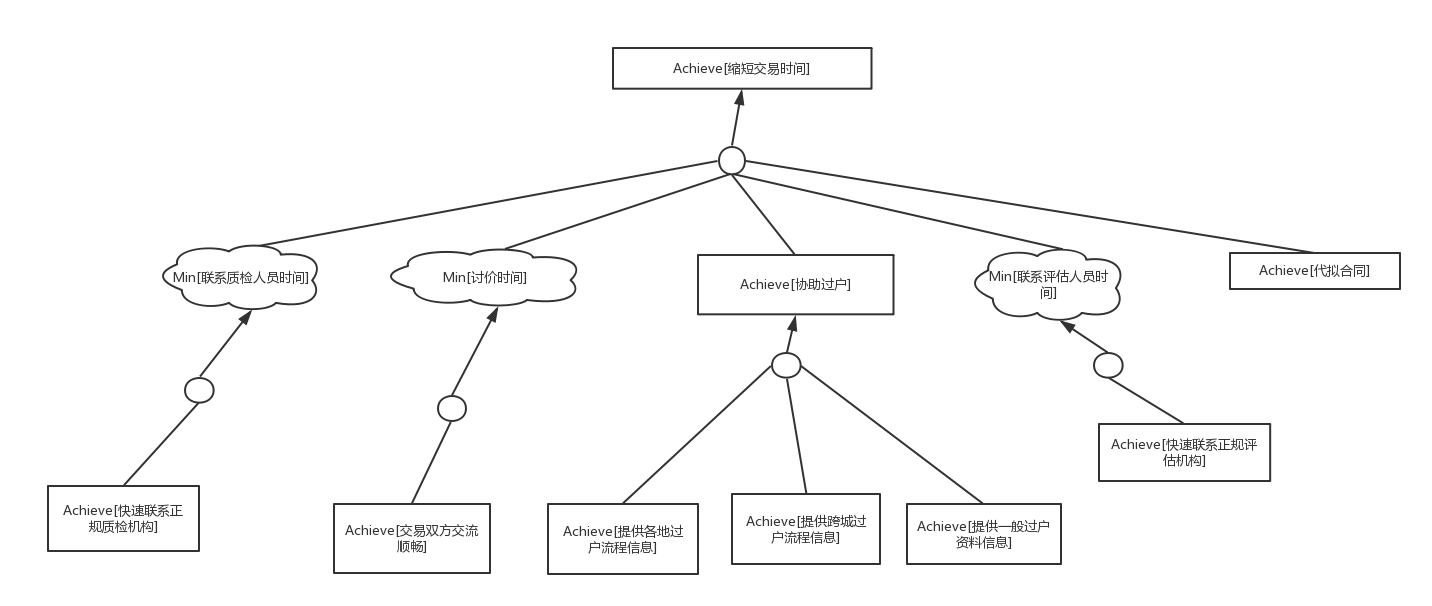 Achieve[缩短交易时间]
Min[联系质检人员时间]
Min[讨价时间]
Achieve[协助过户]
Min[联系评估人员时
间]
Achieve[代拟合同]
Achieve[快速联系正
规质检机构]
Achieve[交易双方交流
顺畅]
Achieve[提供各地过
户流程信息]
Achieve[提供跨城过
户流程信息]
Achieve[提供一般过户
资料信息]
Achieve[快速联系正规评
估机构]